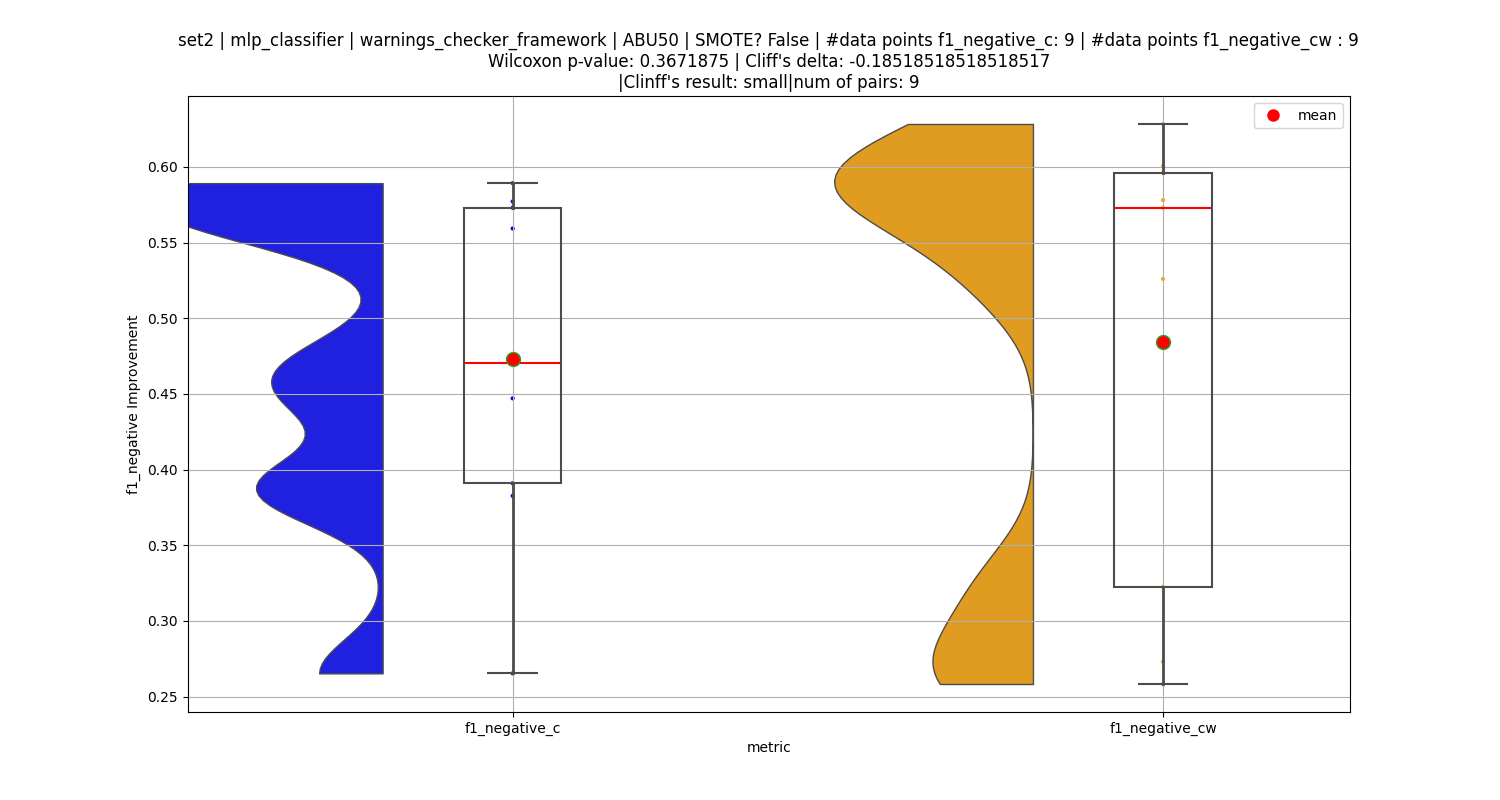 set2 | mlp_classifier | warnings_checker_framework | ABU50 | SMOTE? False | #data points f1_negative_c: 9 | #data points f1_negative_cw : 9
Wilcoxon p-value: 0.3671875 | Cliff's delta: -0.18518518518518517
|Clinff's result: small|num of pairs: 9
mean
0.60
0.55
0.50
0.45
0.40
0.35
0.30
0.25
f1_negative Improvement
f1_negative_c
f1_negative_cw
metric